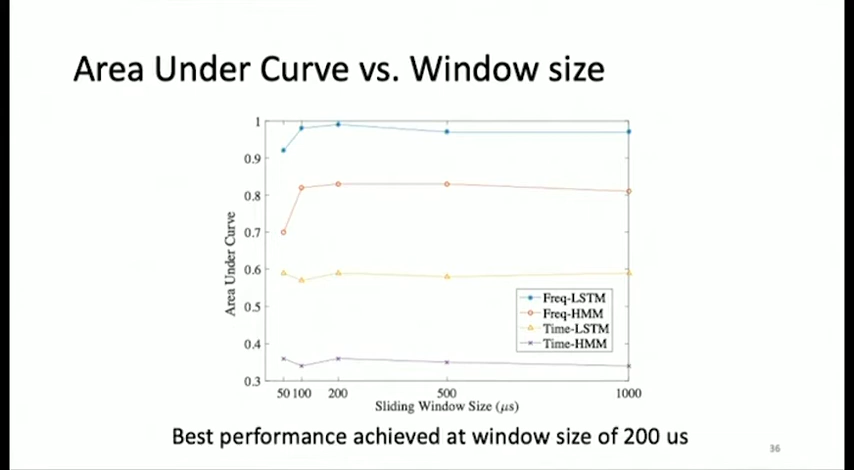 Area Under Curve vs. Window size
1
0.9
0.8
0.7
0.6
0.5
0.4
0.3
Area Under Curve
Freq-LSTM
Freq-HMM
Time-LSTM
Time-HMM
50 100 200 500 1000
Sliding Window Size (μs)
Best performance achieved at window size of 200 us
36